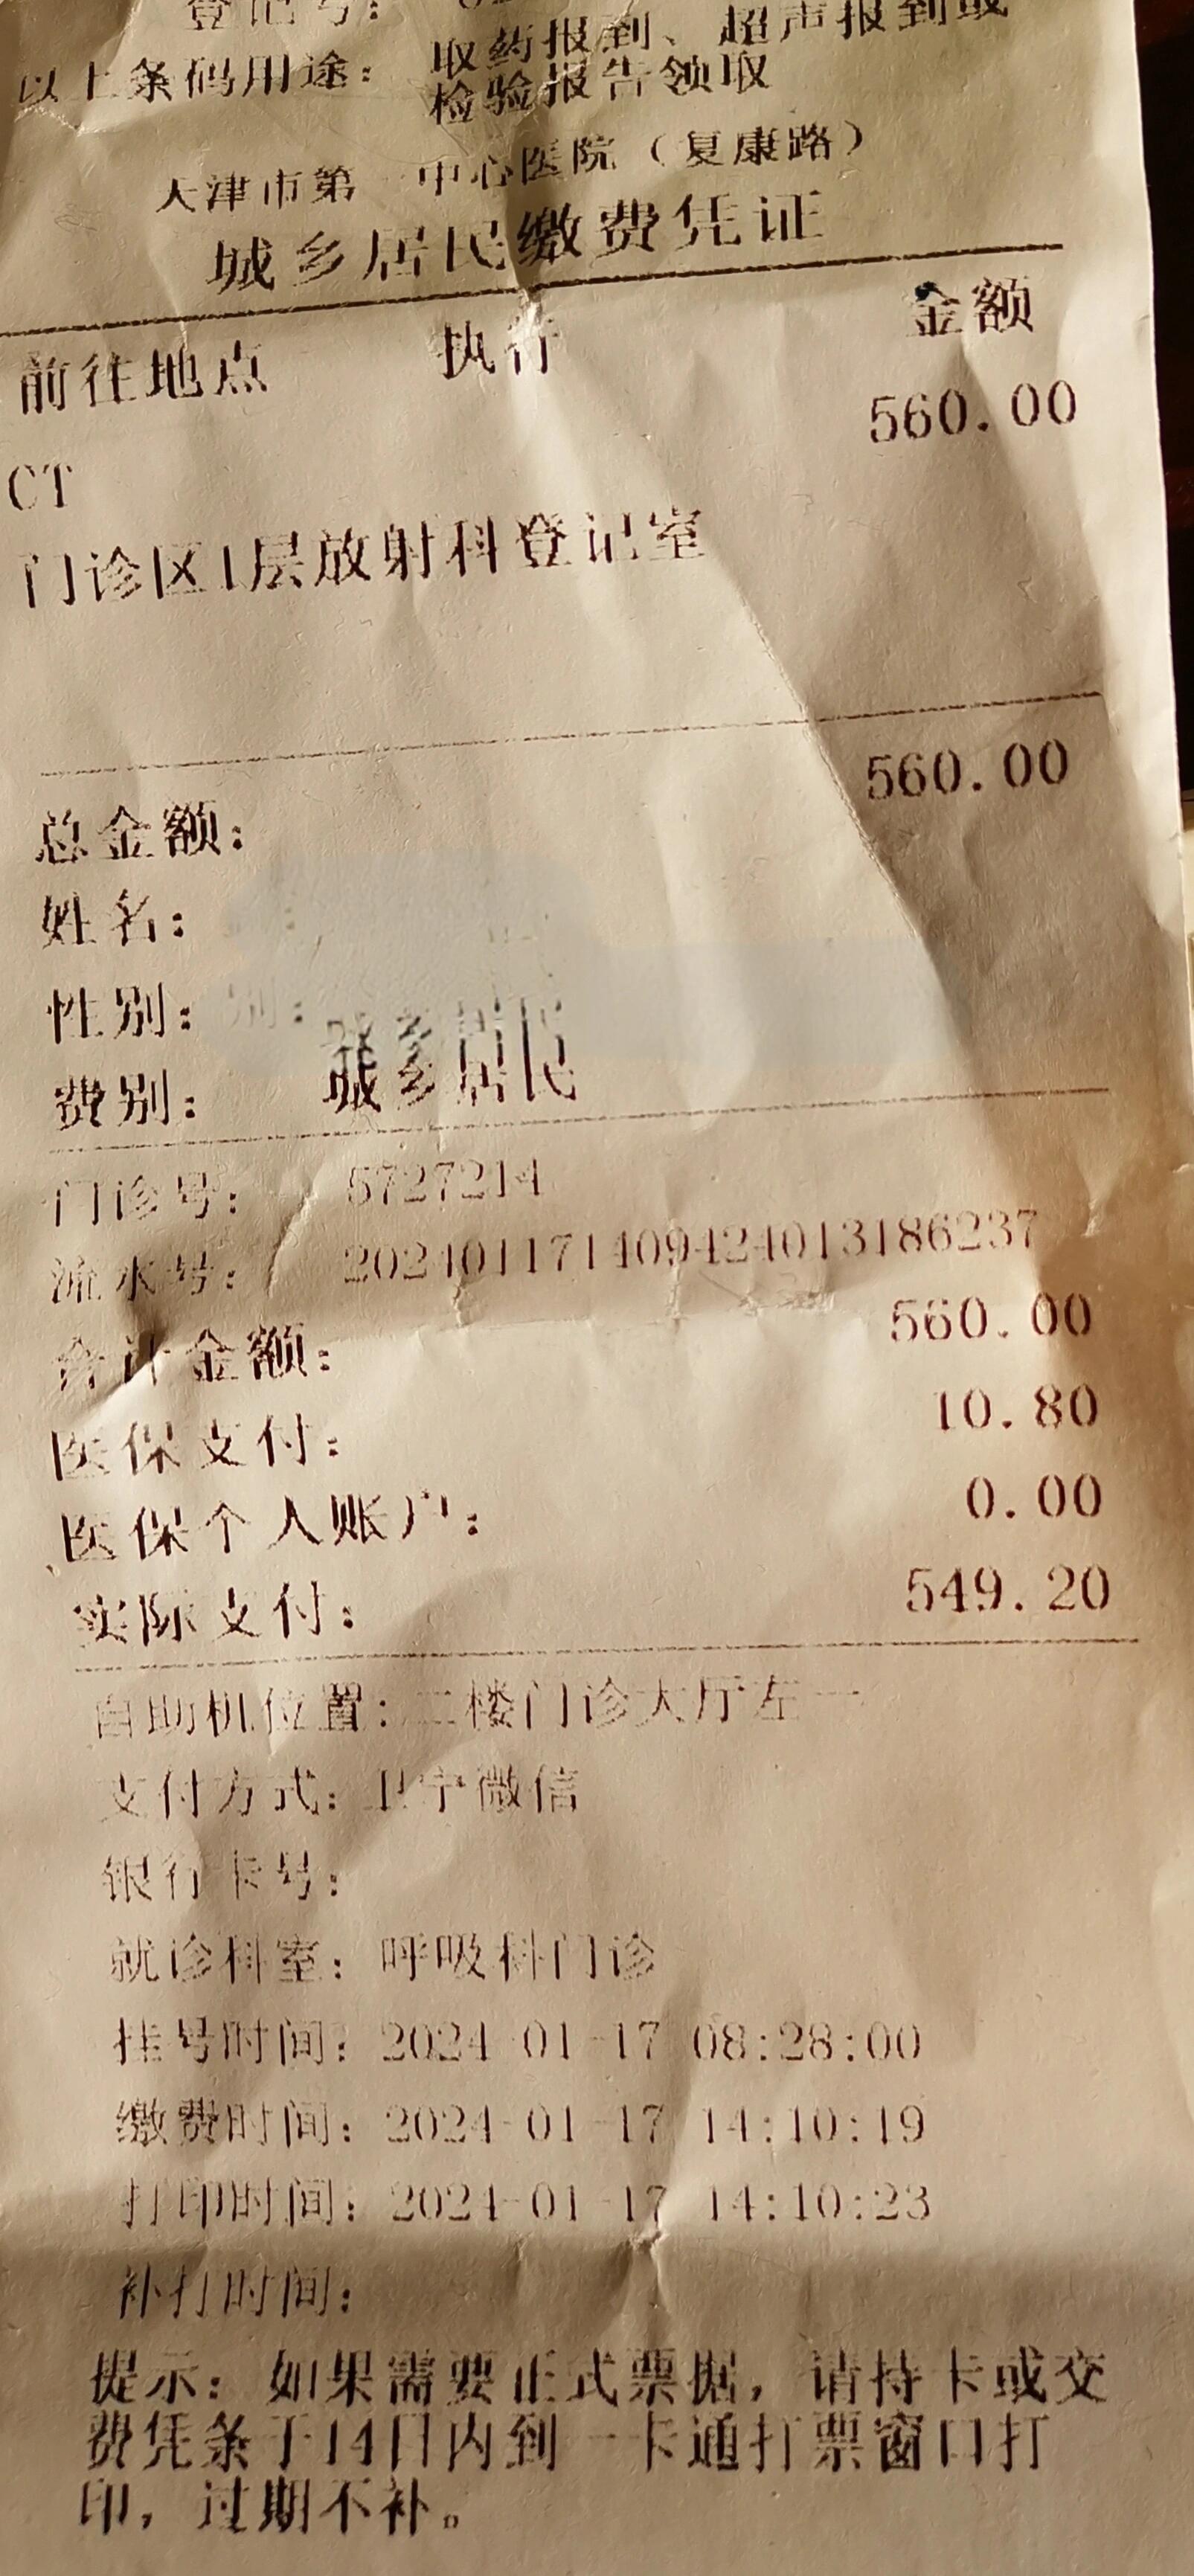 登记号：
以上条码用途： 取药报到、超声报到或
检验报告领取
天津市第一中心医院（复康路）
城乡居民缴费凭证
前往地点 执行 金额
560.00
CT
门诊区1层放射科登记室
560.00
总金额：
姓名：
性别： 别：
费别： 城乡居民
门诊号： 5727214
流水号： 20240117140942401318623​7
合计金额： 560.00
医保支付： 10.80
医保个人账户： 0.00
实际支付： 549.20
自助机位置：二楼门诊大厅左一
支付方式：卫宁微信
银行卡号：
就诊科室：呼吸科门诊
挂号时间：2024-01-17 08:28:00
缴费时间：2024-01-17 14:10:19
打印时间：2024-01-17 14:10:23
补打时间：
提示：如果需要正式票据，请持卡或交
费凭条于14日内到一卡通打票窗口打
印，过期不补。